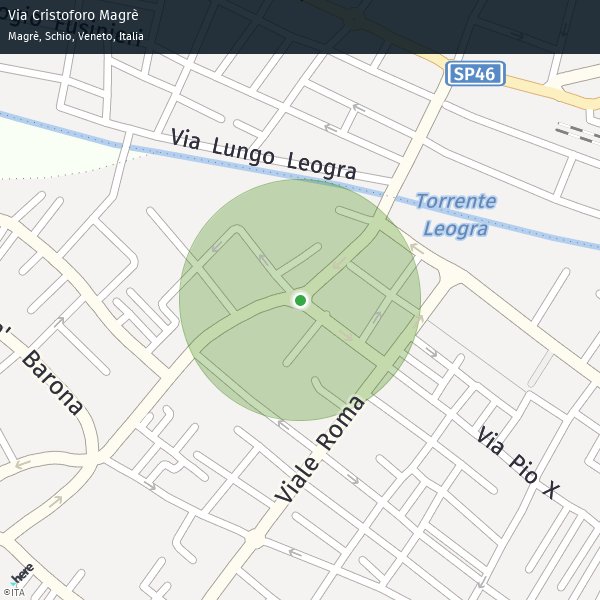 Via Cristoforo Magrè
Magrè, Schio, Veneto, Italia
SP46
Via Lungo Leogra
Torrente
Leogra
Barona
Viale Roma
Via Pio X
here
©ITA